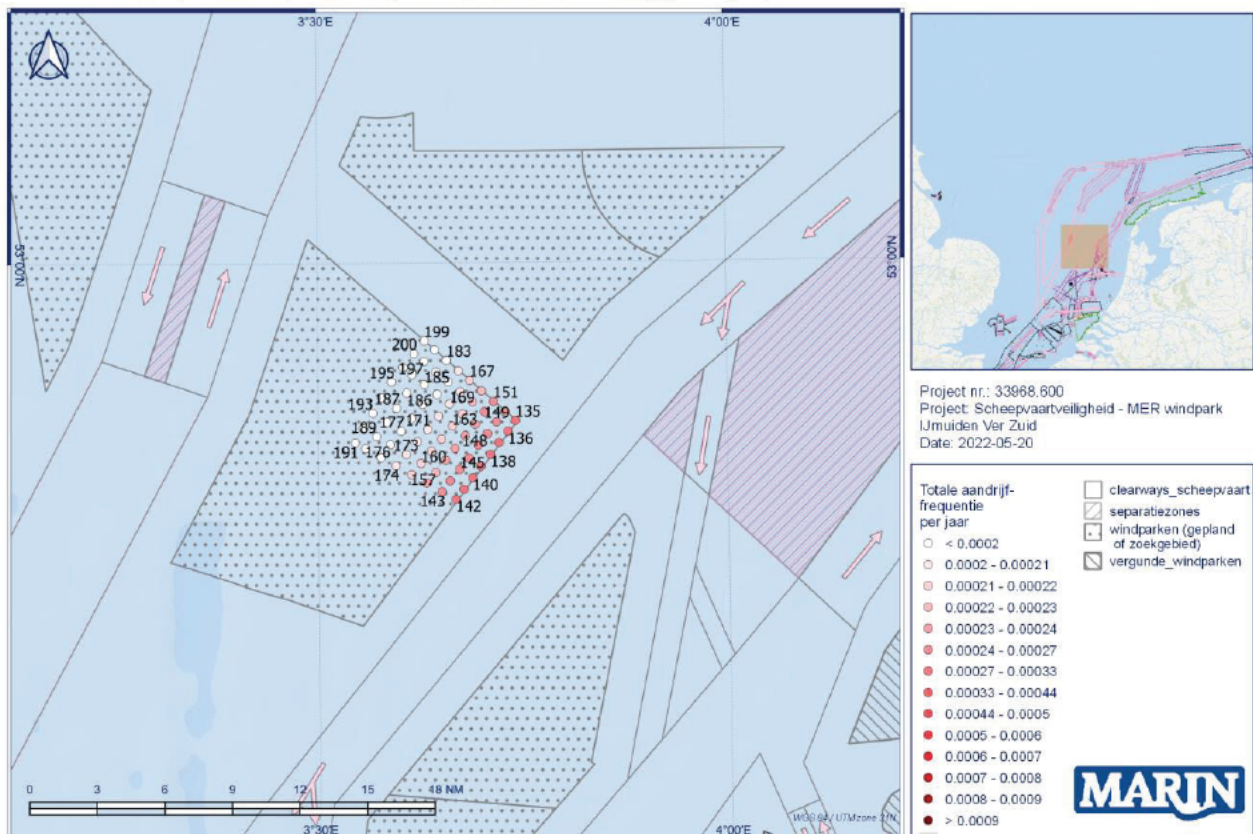 3°30'E
4°00'E
53°00'N
53°00'N
199
200
183
197
195
185
167
187
186
169
151
193
177
171
149
135
163
189
136
191
176
173
148
138
160
145
174
157
140
143
142
0 3 6 9 12 15 48 NM
3°30'E
4°00'E
WGS 84 / UTM zone 31N
Project nr.: 33968.600
Project: Scheepvaartveiligheid - MER windpark
IJmuiden Ver Zuid
Date: 2022-05-20
Totale aandrijf-
frequentie
per jaar
< 0.0002
0.0002 - 0.00021
0.00021 - 0.00022
0.00022 - 0.00023
0.00023 - 0.00024
0.00024 - 0.00027
0.00027 - 0.00033
0.00033 - 0.00044
0.00044 - 0.0005
0.0005 - 0.0006
0.0006 - 0.0007
0.0007 - 0.0008
0.0008 - 0.0009
> 0.0009
clearways_scheepvaart
separatiezones
windparken (gepland
of zoekgebied)
vergunde_windparken
MARIN